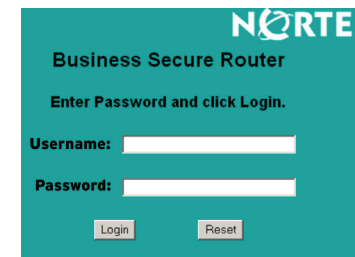 NORTE
Business Secure Router
Enter Password and click Login.
Username:
Password:
Login Reset